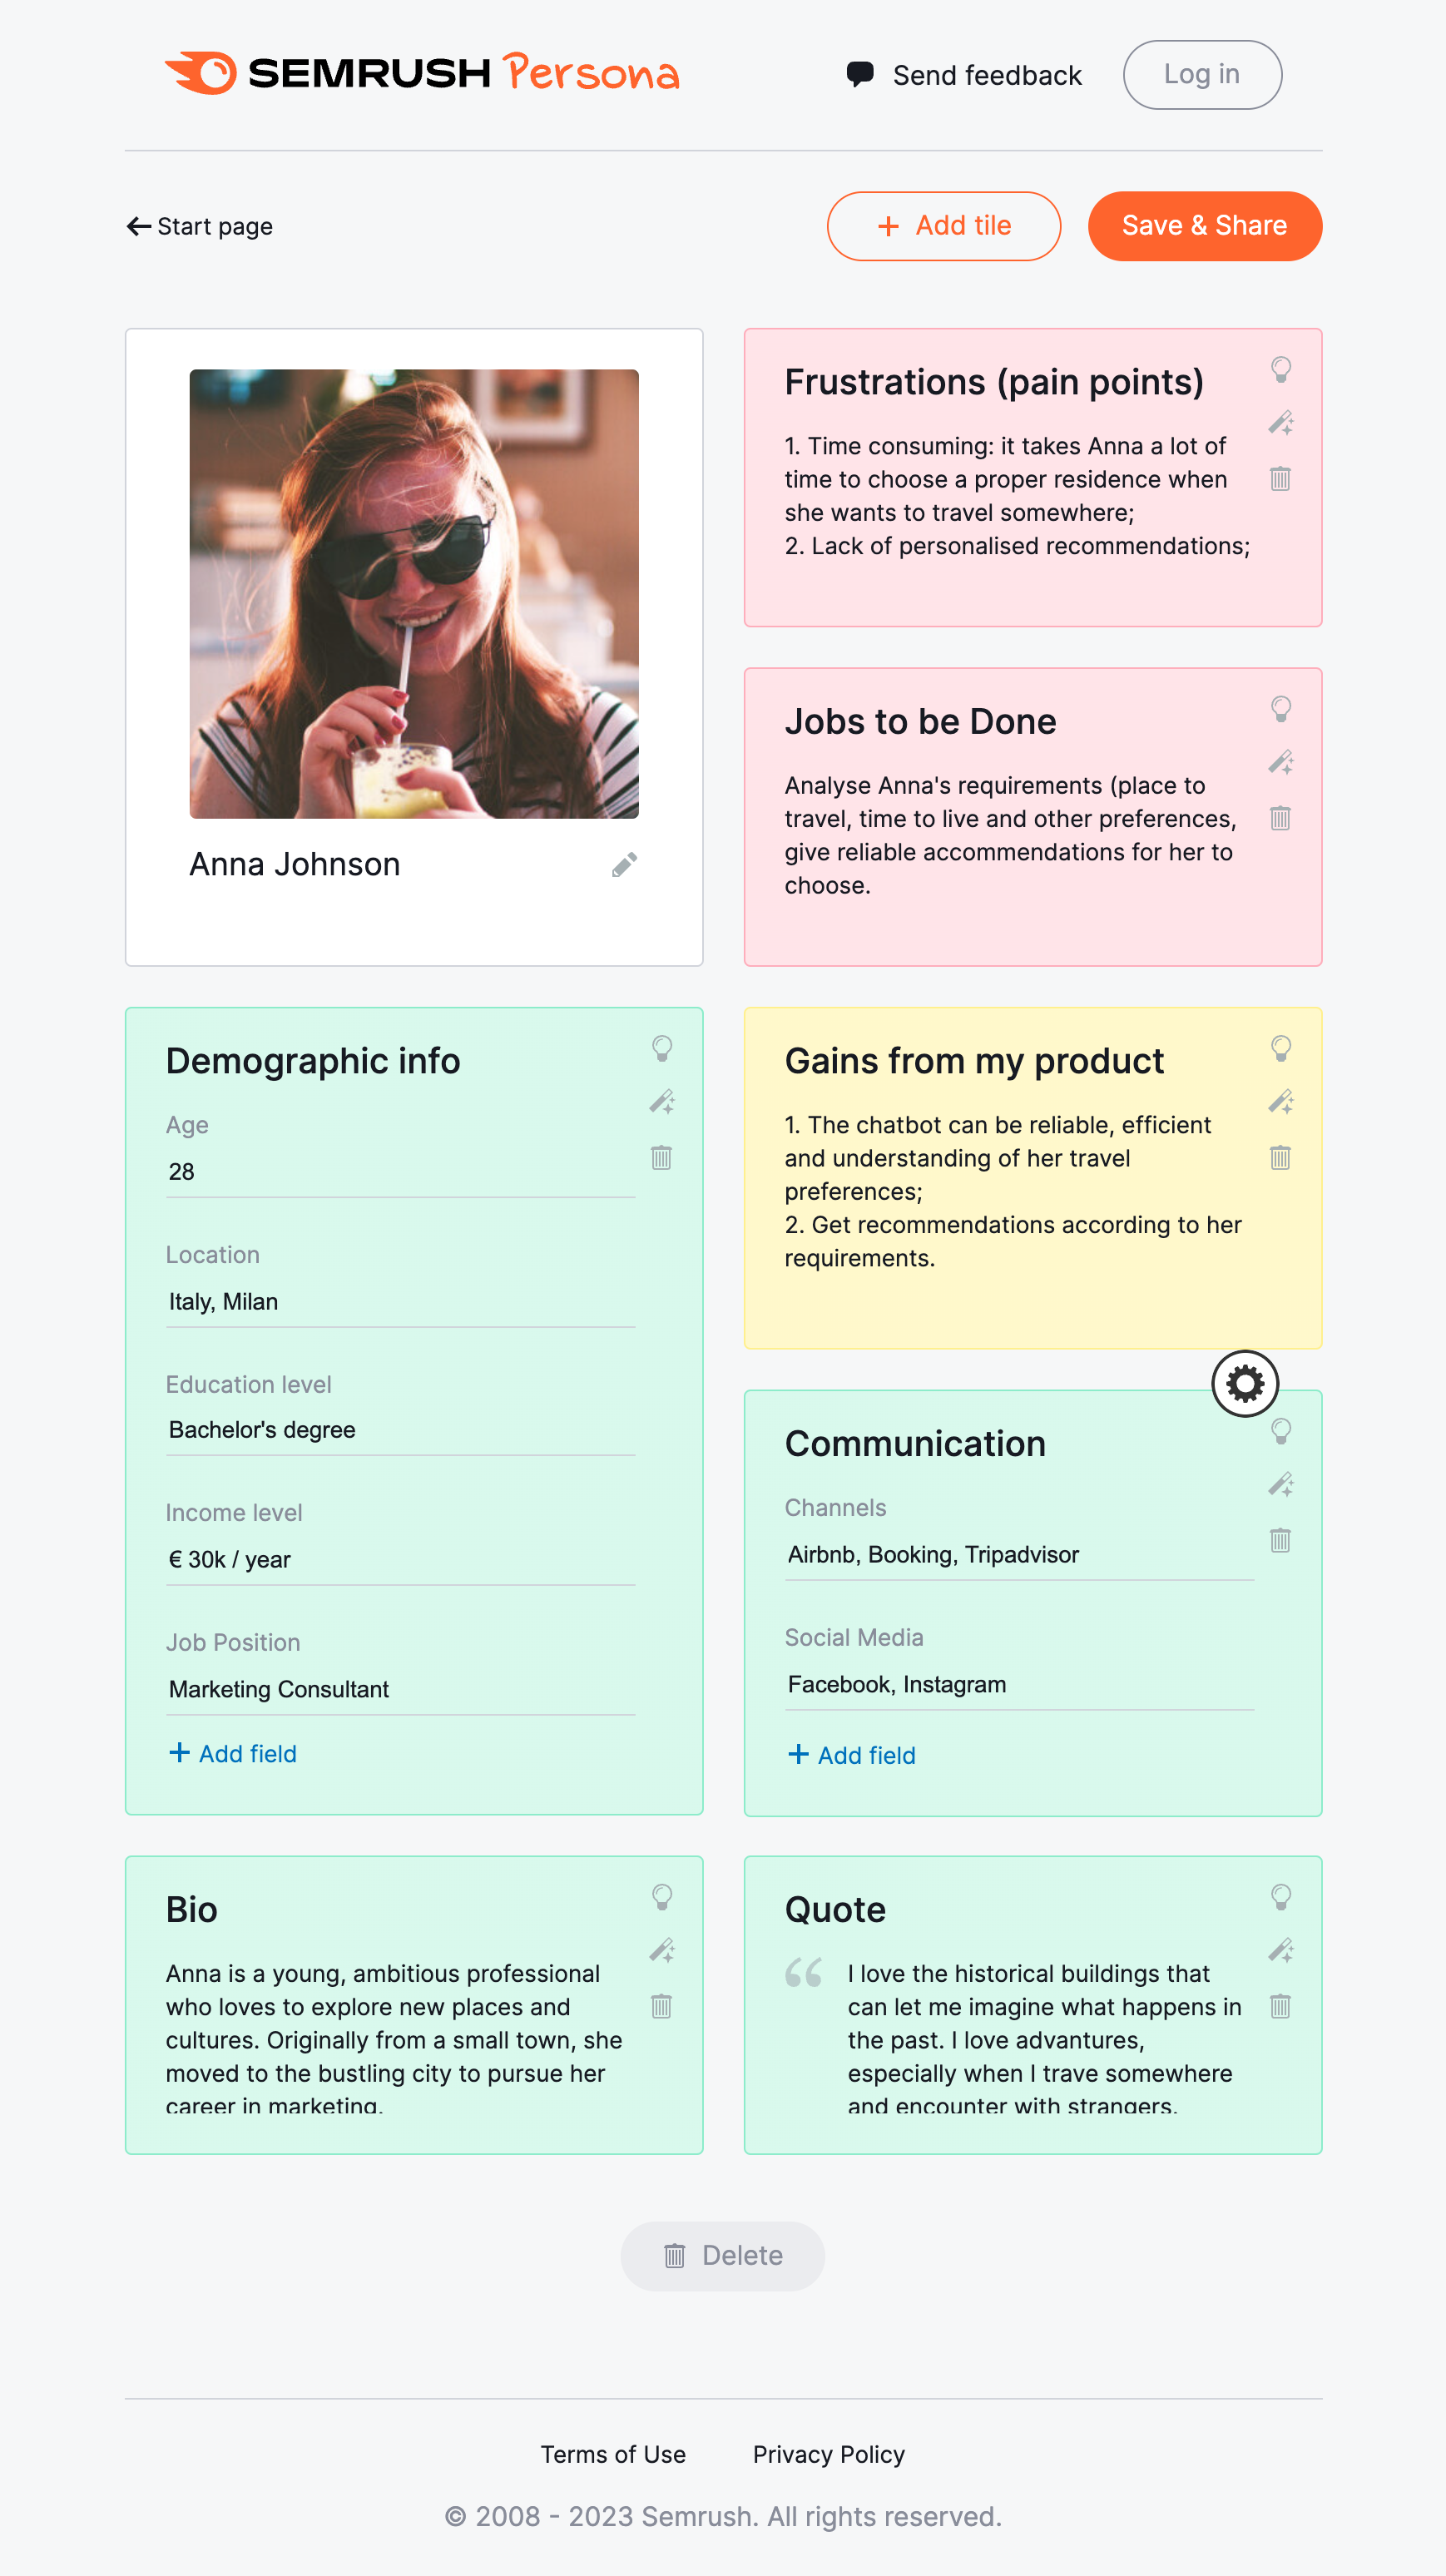 SEMRUSH Persona
Send feedback
Log in
Start page
+ Add tile
Save & Share
Anna Johnson
Frustrations (pain points)
1. Time consuming: it takes Anna a lot of
time to choose a proper residence when
she wants to travel somewhere;
2. Lack of personalised recommendations;
Jobs to be Done
Analyse Anna's requirements (place to
travel, time to live and other preferences,
give reliable accommendations for her to
choose.
Demographic info
Age
28
Location
Italy, Milan
Education level
Bachelor's degree
Income level
€ 30k / year
Job Position
Marketing Consultant
+ Add field
Gains from my product
1. The chatbot can be reliable, efficient
and understanding of her travel
preferences;
2. Get recommendations according to her
requirements.
Communication
Channels
Airbnb, Booking, Tripadvisor
Social Media
Facebook, Instagram
+ Add field
Bio
Anna is a young, ambitious professional
who loves to explore new places and
cultures. Originally from a small town, she
moved to the bustling city to pursue her
career in marketing.
Quote
“
I love the historical buildings that
can let me imagine what happens in
the past. I love advantures,
especially when I trave somewhere
and encounter with strangers.
Delete
Terms of Use
Privacy Policy
© 2008 - 2023 Semrush. All rights reserved.